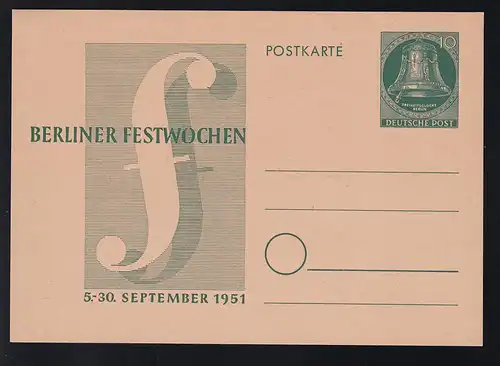 POSTKARTE
10
FREIHEITSGLOCKE
BERLIN
DEUTSCHE POST
BERLINER FESTWOCHEN
f
5.-30. SEPTEMBER 1951